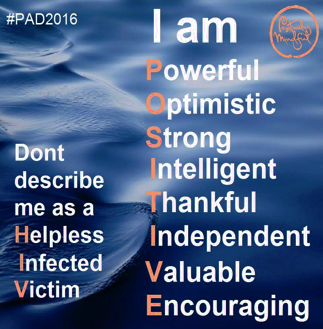 #PAD2016
I am
Powerful
Optimistic
Strong
Intelligent
Thankful
Independent
Valuable
Encouraging
Dont
describe
me as a
Helpless
Infected
Victim